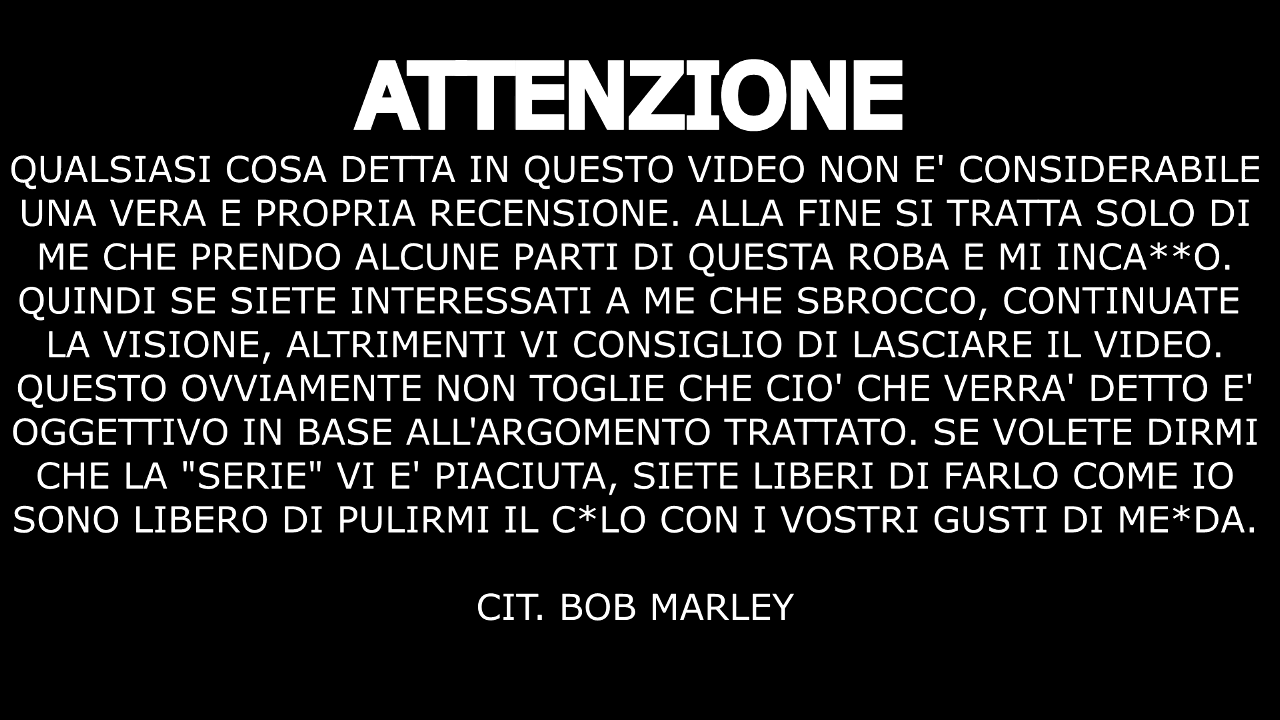 ATTENZIONE
QUALSIASI COSA DETTA IN QUESTO VIDEO NON E' CONSIDERABILE
UNA VERA E PROPRIA RECENSIONE. ALLA FINE SI TRATTA SOLO DI
ME CHE PRENDO ALCUNE PARTI DI QUESTA ROBA E MI INCA**O.
QUINDI SE SIETE INTERESSATI A ME CHE SBROCCO, CONTINUATE
LA VISIONE, ALTRIMENTI VI CONSIGLIO DI LASCIARE IL VIDEO.
QUESTO OVVIAMENTE NON TOGLIE CHE CIO' CHE VERRA' DETTO E'
OGGETTIVO IN BASE ALL'ARGOMENTO TRATTATO. SE VOLETE DIRMI
CHE LA "SERIE" VI E' PIACIUTA, SIETE LIBERI DI FARLO COME IO
SONO LIBERO DI PULIRMI IL C*LO CON I VOSTRI GUSTI DI ME*DA.
CIT. BOB MARLEY